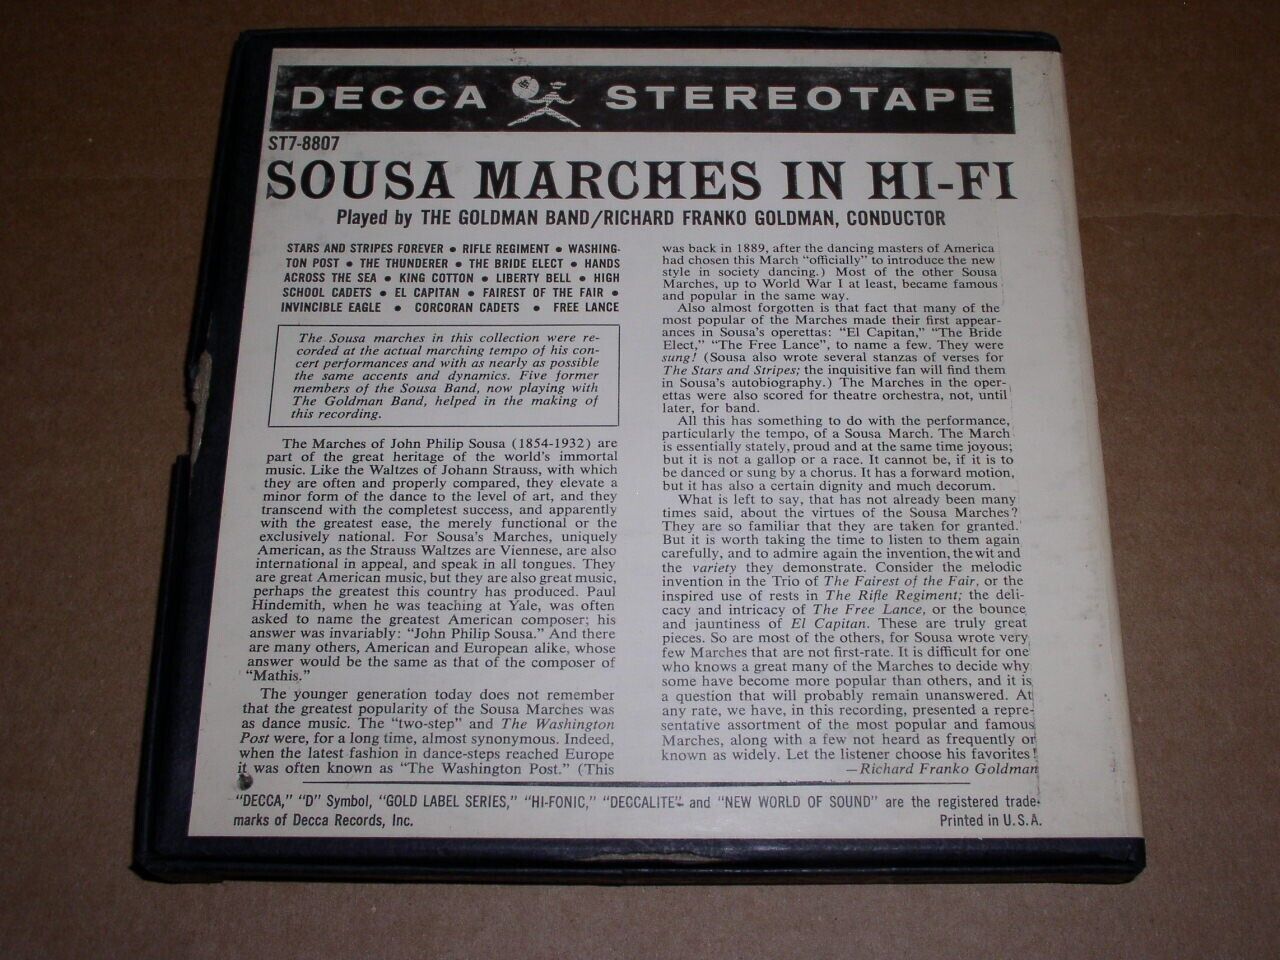 DECCA STEREOTAPE
ST7-8807
SOUSA MARCHES IN HI-FI
Played by THE GOLDMAN BAND/RICHARD FRANKO GOLDMAN, CONDUCTOR
STARS AND STRIPES FOREVER • RIFLE REGIMENT • WASHING-
TON POST • THE THUNDERER • THE BRIDE ELECT • HANDS
ACROSS THE SEA • KING COTTON • LIBERTY BELL • HIGH
SCHOOL CADETS • EL CAPITAN • FAIREST OF THE FAIR •
INVINCIBLE EAGLE • CORCORAN CADETS • FREE LANCE
The Sousa marches in this collection were re-
corded at the actual marching tempo of his con-
cert performances and with as nearly as possible
the same accents and dynamics. Five former
members of the Sousa Band, now playing with
The Goldman Band, helped in the making of
this recording.
The Marches of John Philip Sousa (1854-1932) are
part of the great heritage of the world's immortal
music. Like the Waltzes of Johann Strauss, with which
they are often and properly compared, they elevate a
minor form of the dance to the level of art, and they
transcend with the completest success, and apparently
with the greatest ease, the merely functional or the
exclusively national. For Sousa's Marches, uniquely
American, as the Strauss Waltzes are Viennese, are also
international in appeal, and speak in all tongues. They
are great American music, but they are also great music,
perhaps the greatest this country has produced. Paul
Hindemith, when he was teaching at Yale, was often
asked to name the greatest American composer; his
answer was invariably: "John Philip Sousa." And there
are many others, American and European alike, whose
answer would be the same as that of the composer of
"Mathis."
The younger generation today does not remember
that the greatest popularity of the Sousa Marches was
as dance music. The "two-step" and The Washington
Post were, for a long time, almost synonymous. Indeed,
when the latest fashion in dance-steps reached Europe
it was often known as "The Washington Post." (This
was back in 1889, after the dancing masters of America
had chosen this March "officially" to introduce the new
style in society dancing.) Most of the other Sousa
Marches, up to World War I at least, became famous
and popular in the same way.
Also almost forgotten is that fact that many of the
most popular of the Marches made their first appear-
ances in Sousa's operettas: "El Capitan," "The Bride
Elect," "The Free Lance", to name a few. They were
sung! (Sousa also wrote several stanzas of verses for
The Stars and Stripes; the inquisitive fan will find them
in Sousa's autobiography.) The Marches in the oper-
ettas were also scored for theatre orchestra, not, until
later, for band.
All this has something to do with the performance,
particularly the tempo, of a Sousa March. The March
is essentially stately, proud and at the same time joyous;
but it is not a gallop or a race. It cannot be, if it is to
be danced or sung by a chorus. It has a forward motion,
but it has also a certain dignity and much decorum.
What is left to say, that has not already been many
times said, about the virtues of the Sousa Marches?
They are so familiar that they are taken for granted.
But it is worth taking the time to listen to them again
carefully, and to admire again the invention, the wit and
the variety they demonstrate. Consider the melodic
invention in the Trio of The Fairest of the Fair, or the
inspired use of rests in The Rifle Regiment; the deli-
cacy and intricacy of The Free Lance, or the bounce
and jauntiness of El Capitan. These are truly great
pieces. So are most of the others, for Sousa wrote very
few Marches that are not first-rate. It is difficult for one
who knows a great many of the Marches to decide why
some have become more popular than others, and it is
a question that will probably remain unanswered. At
any rate, we have, in this recording, presented a repre-
sentative assortment of the most popular and famous
Marches, along with a few not heard as frequently or
known as widely. Let the listener choose his favorites!
—Richard Franko Goldman
"DECCA," "D" Symbol, "GOLD LABEL SERIES," "HI-FONIC," "DECCALITE" and "NEW WORLD OF SOUND" are the registered trade-
marks of Decca Records, Inc. Printed in U.S.A.